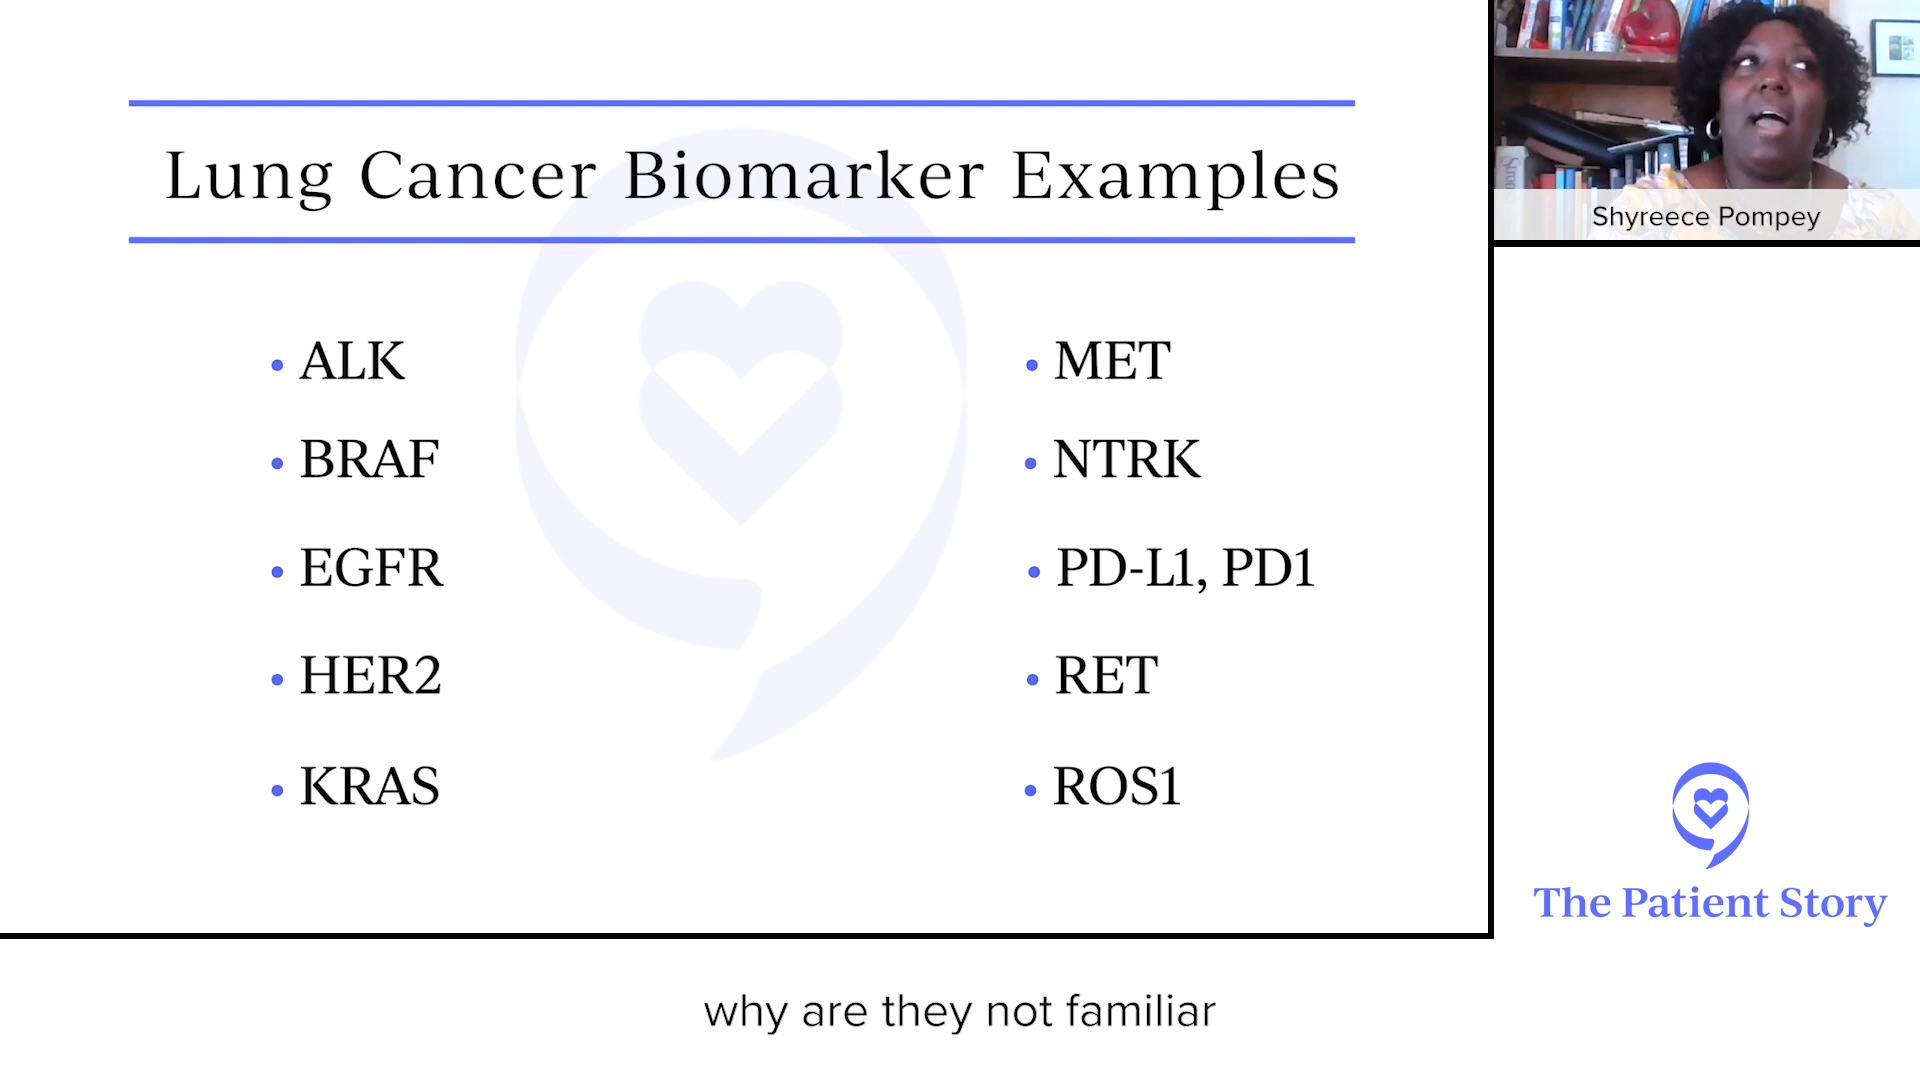 Lung Cancer Biomarker Examples
• ALK
• BRAF
• EGFR
• HER2
• KRAS
• MET
• NTRK
• PD-L1, PD1
• RET
• ROS1
Shyreece Pompey
The Patient Story
why are they not familiar